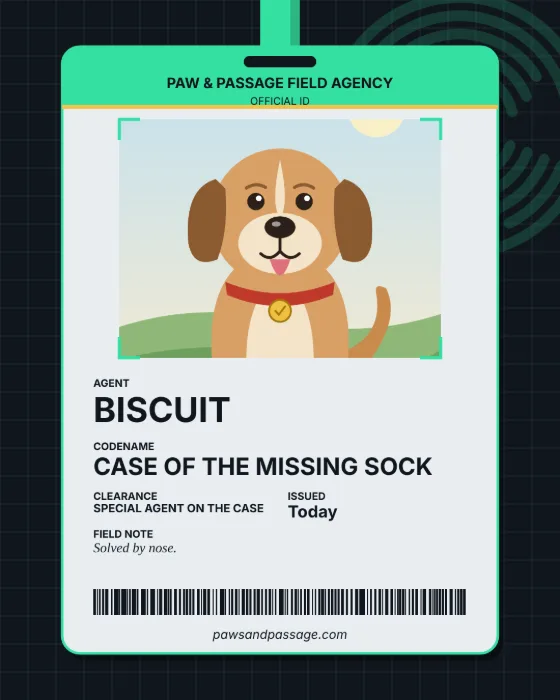 PAW & PASSAGE FIELD AGENCY
OFFICIAL ID
AGENT
BISCUIT
CODENAME
CASE OF THE MISSING SOCK
CLEARANCE
SPECIAL AGENT ON THE CASE
ISSUED
Today
FIELD NOTE
Solved by nose.
pawsandpassage.com